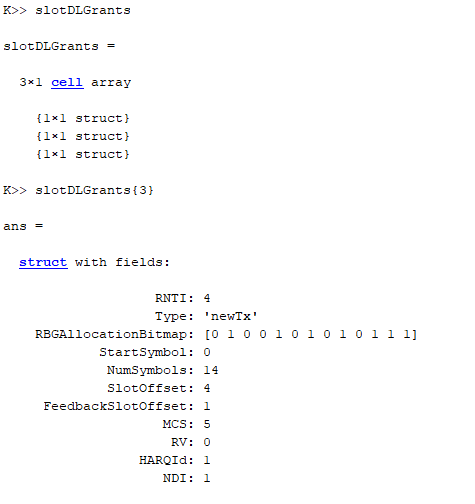 K>> slotDLGrants
slotDLGrants =
3×1 cell array
{1×1 struct}
{1×1 struct}
{1×1 struct}
K>> slotDLGrants{3}
ans =
struct with fields:
RNTI: 4
Type: 'newTx'
RBGAllocationBitmap: [0 1 0 0 1 0 1 0 1 0 1 1 1]
StartSymbol: 0
NumSymbols: 14
SlotOffset: 4
FeedbackSlotOffset: 1
MCS: 5
RV: 0
HARQId: 1
NDI: 1